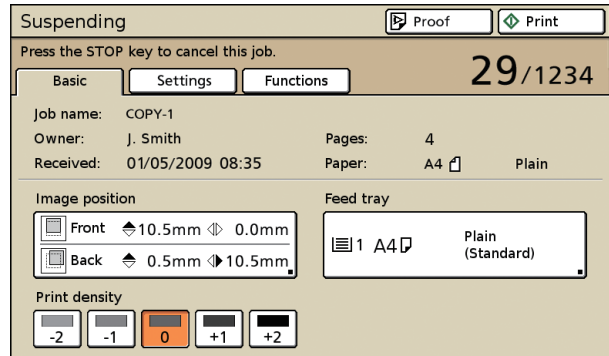 Suspending Proof Print
Press the STOP key to cancel this job.
29/1234
Basic Settings Functions
Job name: COPY-1
Owner: J. Smith Pages: 4
Received: 01/05/2009 08:35 Paper: A4 Plain
Image position Feed tray
Front 10.5mm 0.0mm
Back 0.5mm 10.5mm
1 A4 Plain
(Standard)
Print density
-2 -1 0 +1 +2